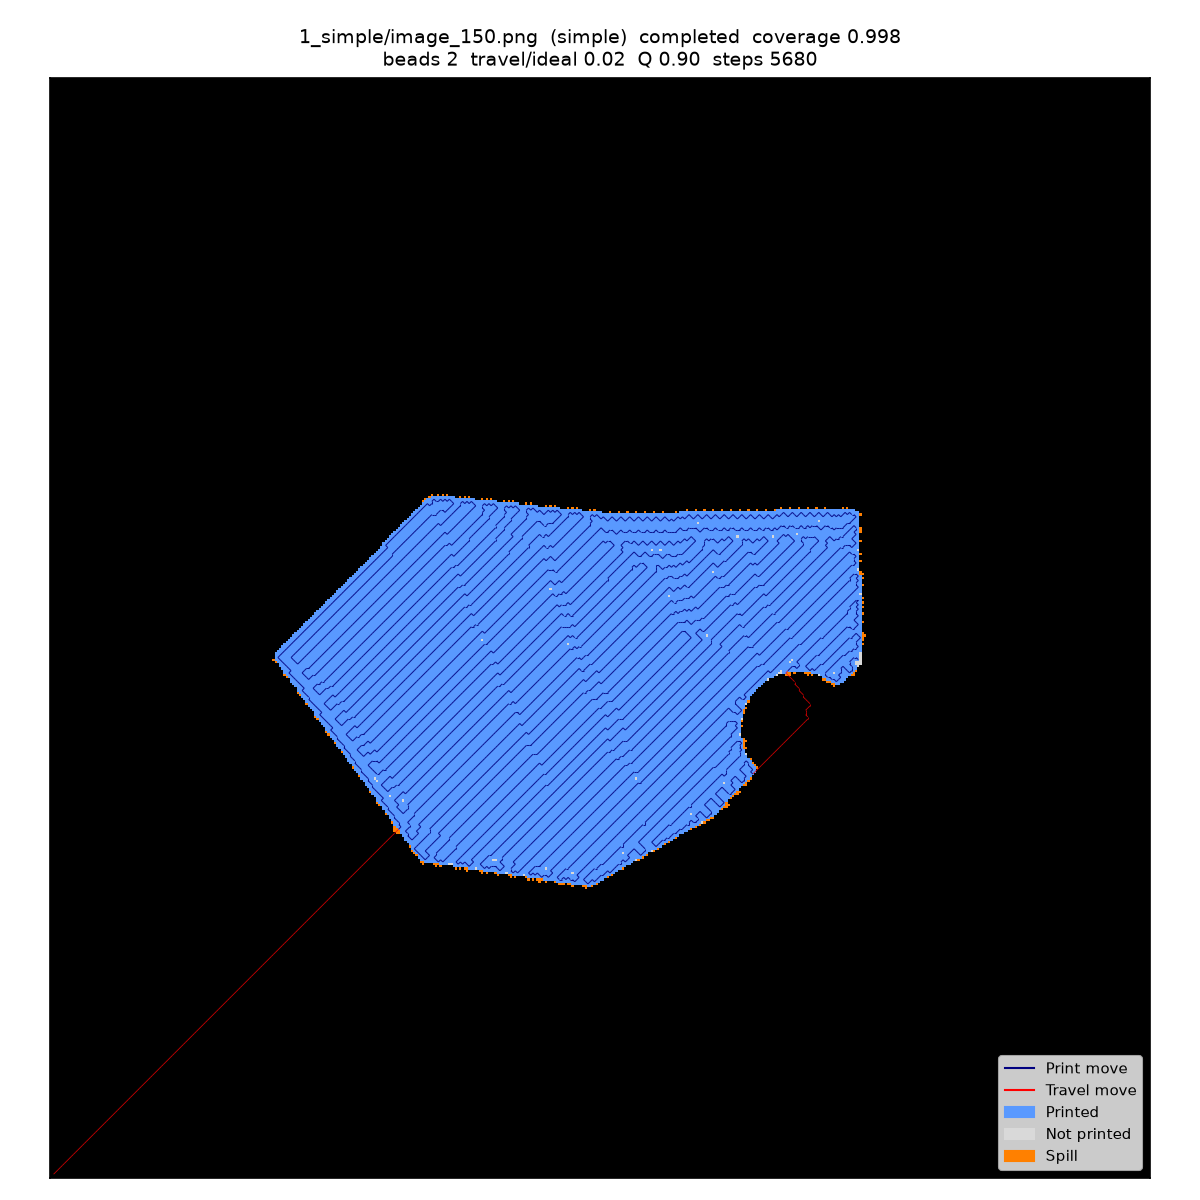 1_simple/image_150.png  (simple)  completed  coverage 0.998
beads 2  travel/ideal 0.02  Q 0.90  steps 5680
Print move
Travel move
Printed
Not printed
Spill